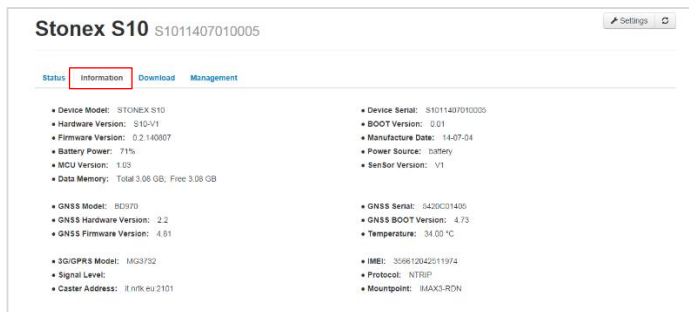 Stonex S10 S1011407010005
Settings
Status Information Download Management
Device Model: STONEX S10
Hardware Version: S10-V1
Firmware Version: 0.2.140807
Battery Power: 71%
MCU Version: 1.03
Data Memory: Total 3.08 GB; Free 3.08 GB
Device Serial: S1011407010005
BOOT Version: 0.01
Manufacture Date: 14-07-04
Power Source: battery
SenSor Version: V1
GNSS Model: BD970
GNSS Hardware Version: 2.2
GNSS Firmware Version: 4.81
GNSS Serial: 5420C01405
GNSS BOOT Version: 4.73
Temperature: 34.00 °C
3G/GPRS Model: MG3732
Signal Level:
Caster Address: it.nrtk.eu:2101
IMEI: 356612042511974
Protocol: NTRIP
Mountpoint: IMAX3-RDN